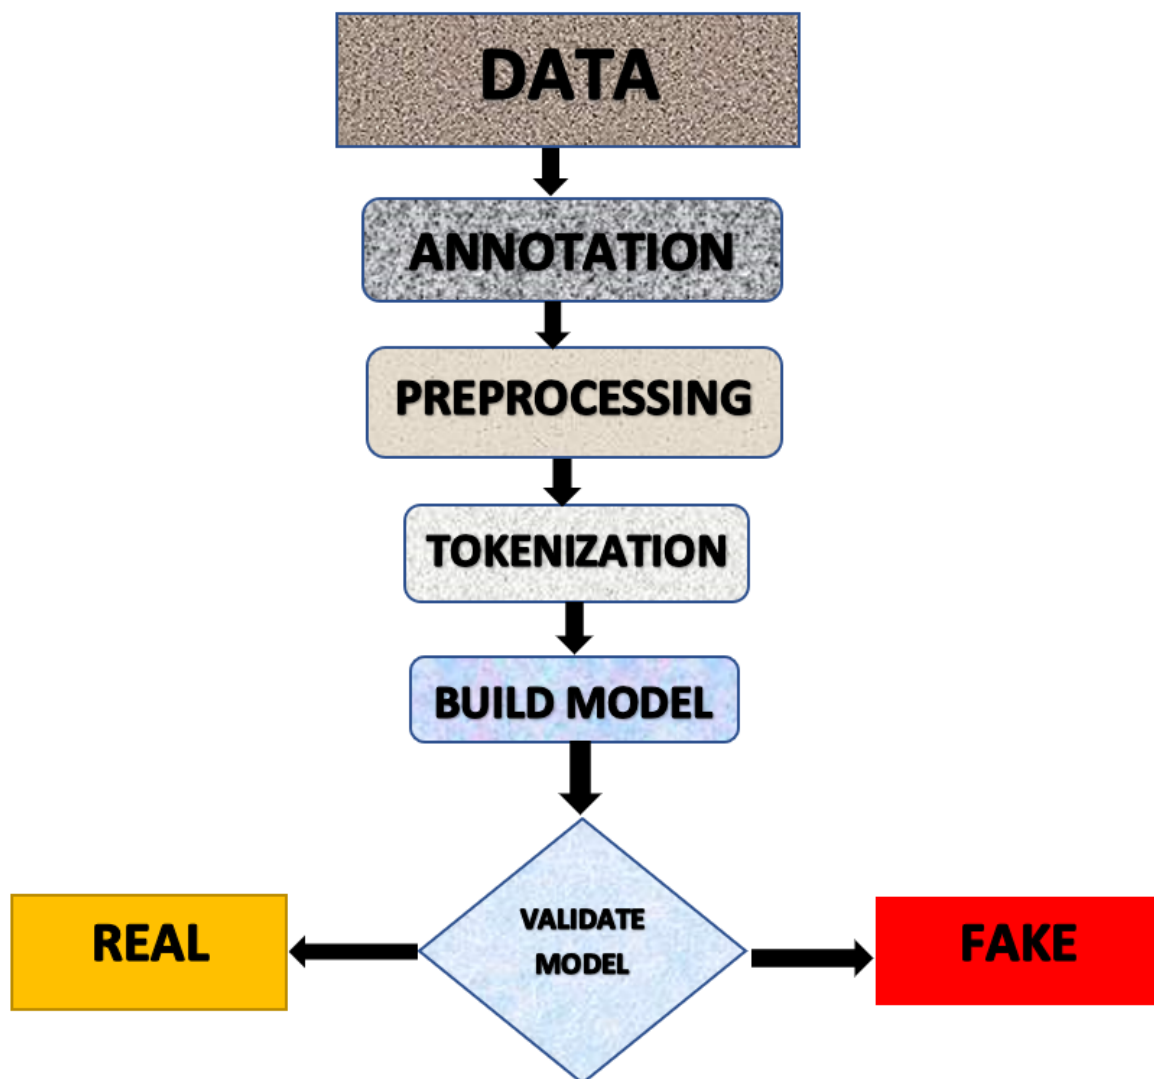 DATA
ANNOTATION
PREPROCESSING
TOKENIZATION
BUILD MODEL
VALIDATE
MODEL
REAL
FAKE